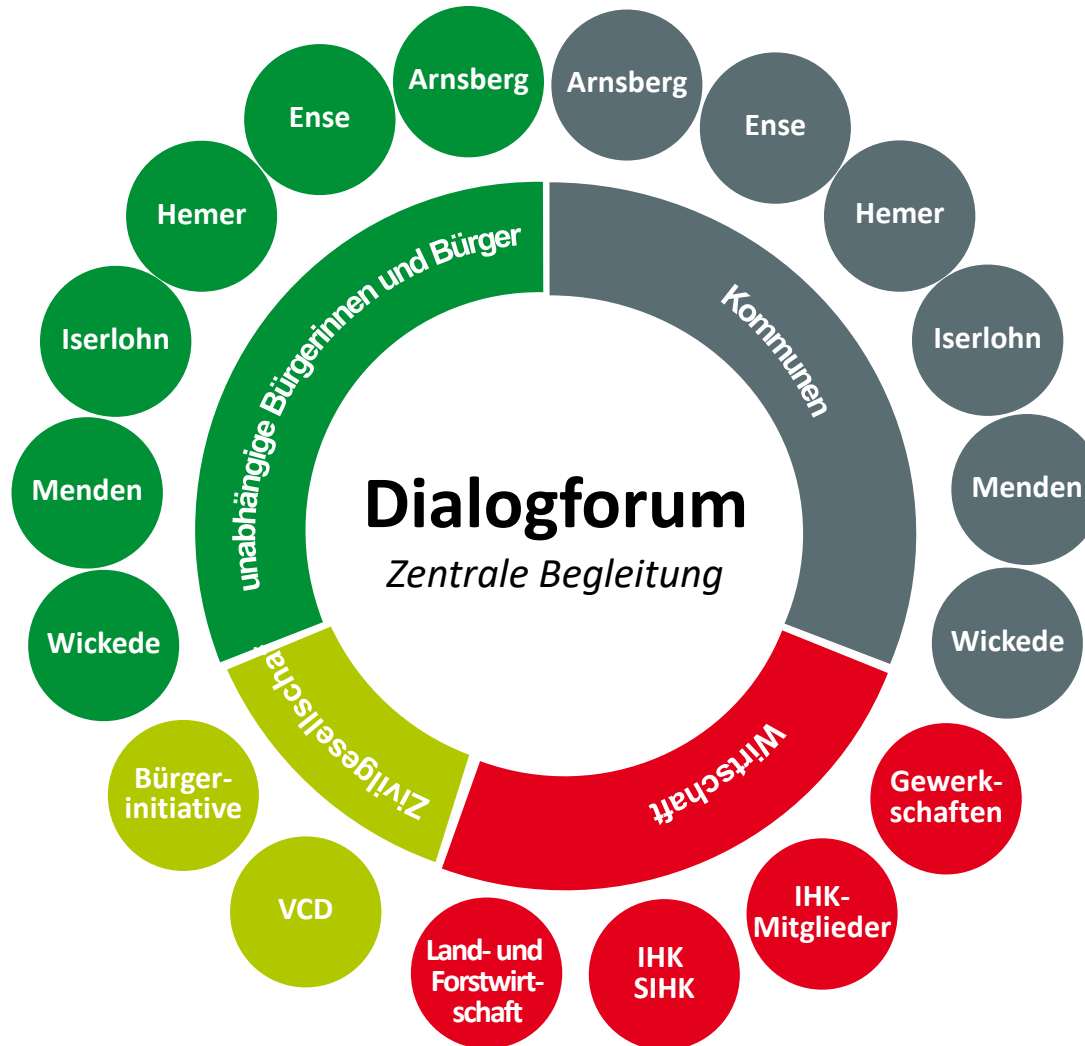 Arnsberg
Arnsberg
Ense
Ense
Hemer
Hemer
Iserlohn
Iserlohn
Menden
Menden
Wickede
Wickede
unabhängige Bürgerinnen und Bürger
Kommunen
Dialogforum
Zentrale Begleitung
Zivilgesellschaf
Wirtschaft
Bürger-
initiative
VCD
Land- und
Forstwirt-
schaft
IHK
SIHK
IHK-
Mitglieder
Gewerk-
schaften